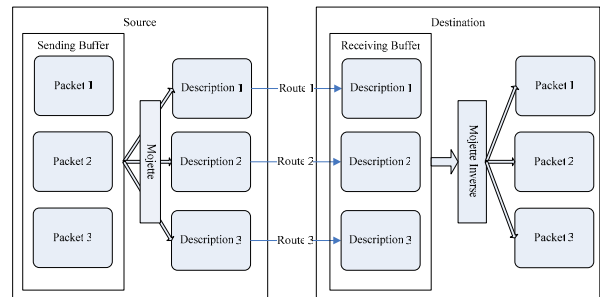 Source
Destination
Sending Buffer
Receiving Buffer
Packet 1
Description 1
Route 1
Description 1
Packet 1
Mojette
Packet 2
Description 2
Route 2
Description 2
Mojette Inverse
Packet 2
Packet 3
Description 3
Route 3
Description 3
Packet 3